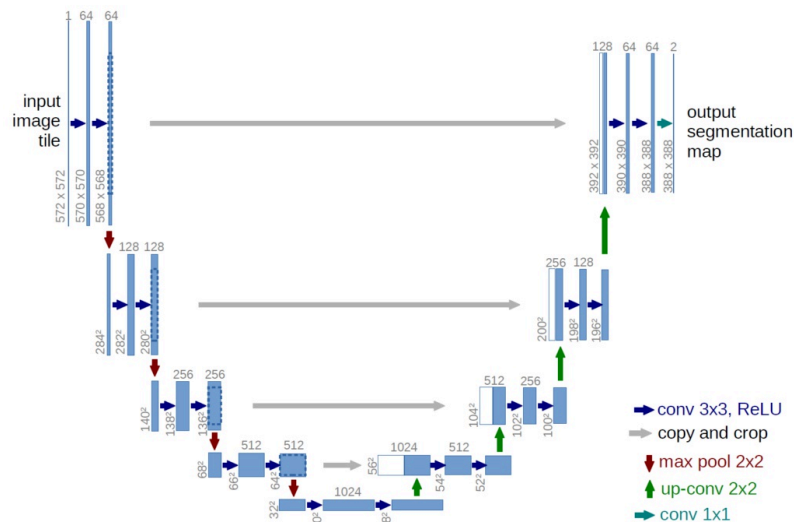 1 64 64
128 64 64 2
input
image
tile
output
segmentation
map
572 x 572
570 x 570
568 x 568
392 x 392
390 x 390
388 x 388
388 x 388
128 128
256 128
284²
282²
280²
200²
198²
196²
256 256
512 256
140²
138²
136²
104²
102²
100²
512 512
1024 512
68²
66²
64²
56²
54²
52²
1024
32²
conv 3x3, ReLU
copy and crop
max pool 2x2
up-conv 2x2
conv 1x1